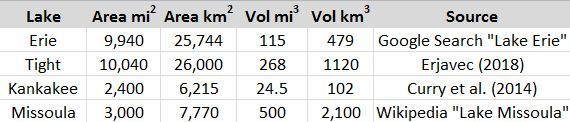 Lake Area mi² Area km² Vol mi³ Vol km³ Source
Erie 9,940 25,744 115 479 Google Search "Lake Erie"
Tight 10,040 26,000 268 1120 Erjavec (2018)
Kankakee 2,400 6,215 24.5 102 Curry et al. (2014)
Missoula 3,000 7,770 500 2,100 Wikipedia "Lake Missoula"